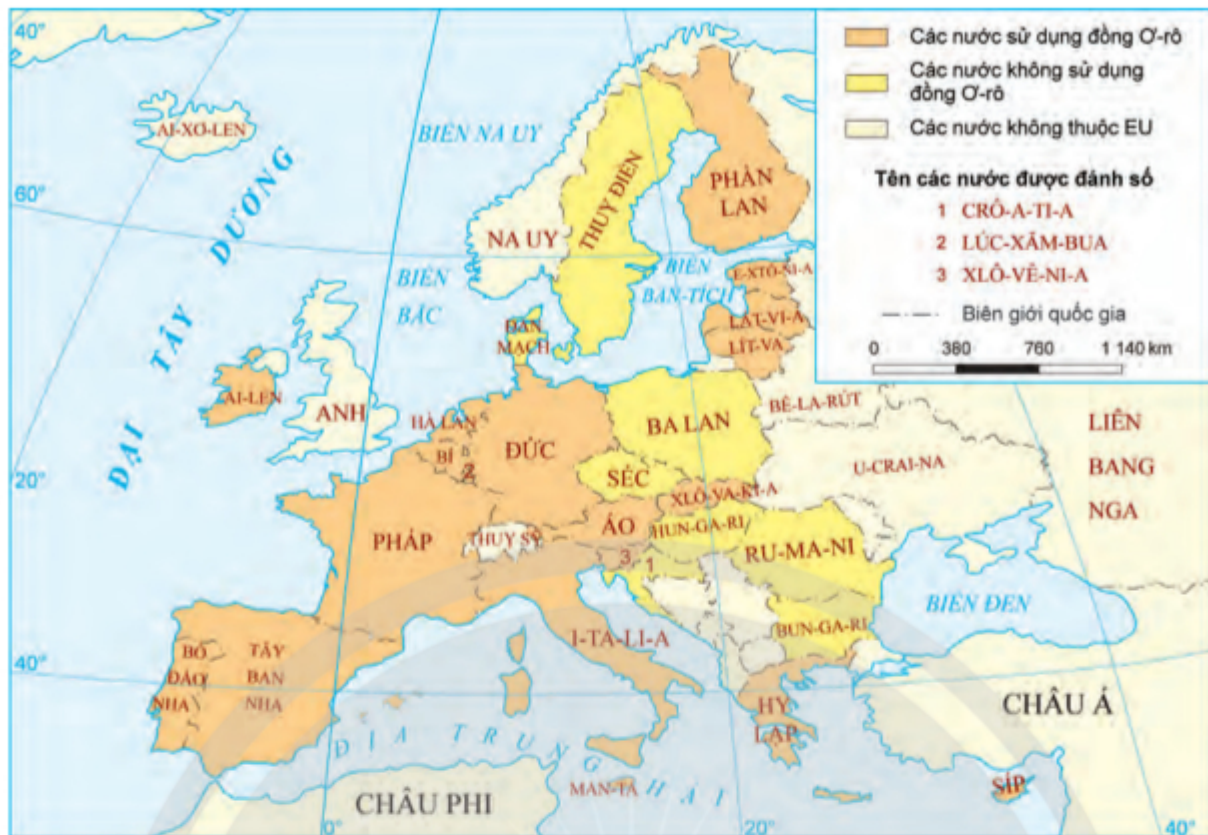 40°
60°
20°
40°
0°
20°
40°
Các nước sử dụng đồng Ơ-rô
Các nước không sử dụng
đồng Ơ-rô
Các nước không thuộc EU
Tên các nước được đánh số
1 CRÔ-A-TI-A
2 LÚC-XĂM-BUA
3 XLÔ-VÊ-NI-A
Biên giới quốc gia
0 380 760 1 140 km
AI-XƠ-LEN
BIỂN NA UY
ĐẠI TÂY DƯƠNG
PHẦN
LAN
THUỴ ĐIỂN
NA UY
BIỂN
BẮC
BIỂN
BAN-TÍCH
E-XTÔ-NI-A
LÁT-VI-A
LÍT-VA
ĐAN
MẠCH
AI-LEN
ANH
HÀ LAN
BỈ
2
ĐỨC
BA LAN
BÊ-LA-RÚT
LIÊN
BANG
NGA
U-CRAI-NA
SÉC
XLÔ-VA-KI-A
PHÁP
THUỴ SỸ
ÁO
HUN-GA-RI
3
1
RU-MA-NI
BIỂN ĐEN
BUN-GA-RI
I-TA-LI-A
BỒ
ĐÀO
NHA
TÂY
BAN
NHA
HY
LẠP
CHÂU Á
ĐỊA TRUNG HẢI
MAN-TA
SÍP
CHÂU PHI